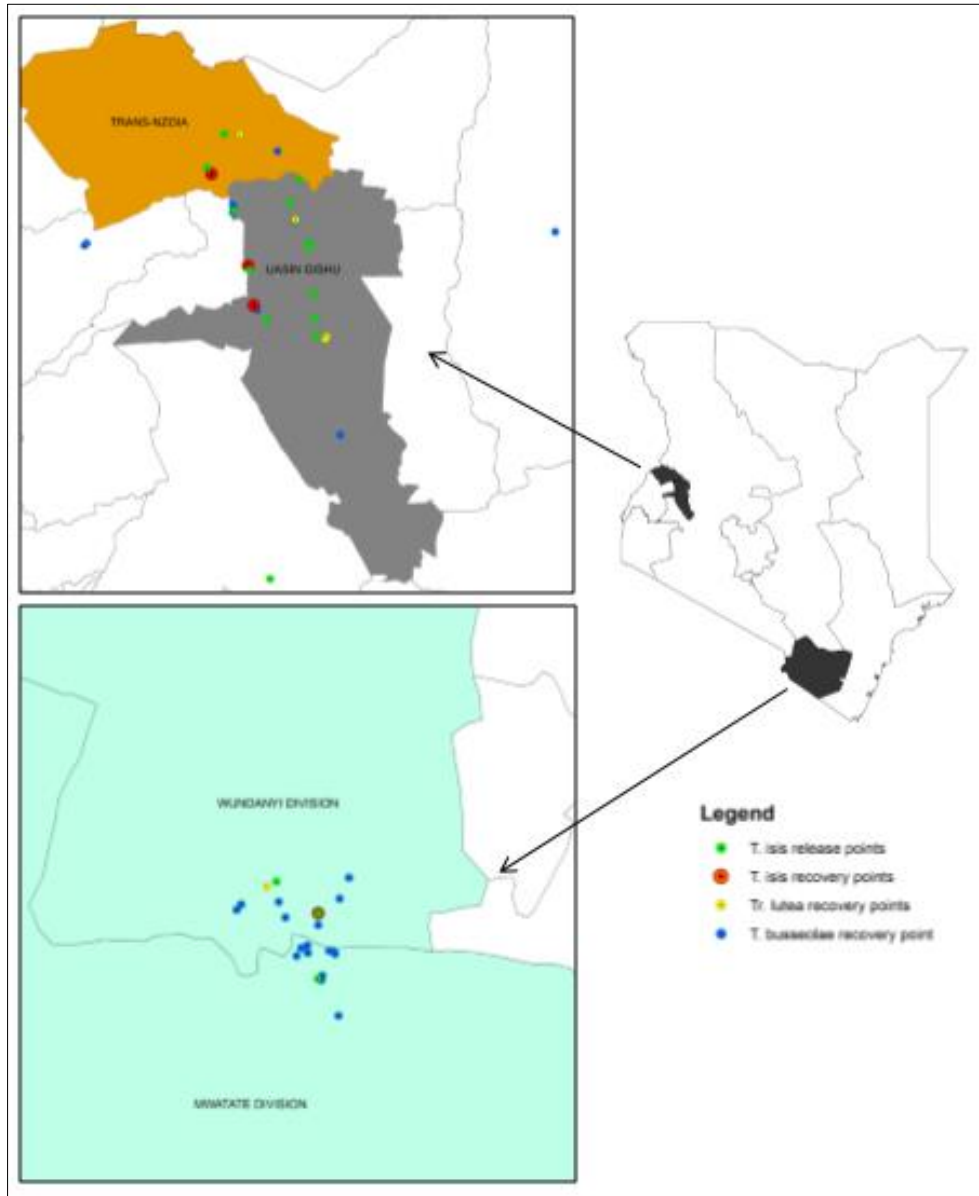 TRANS-NZOIA
UASIN GISHU
WUNDANYI DIVISION
MWATATE DIVISION
Legend
T. isis release points
T. isis recovery points
Tr. lutea recovery points
T. busseolae recovery point